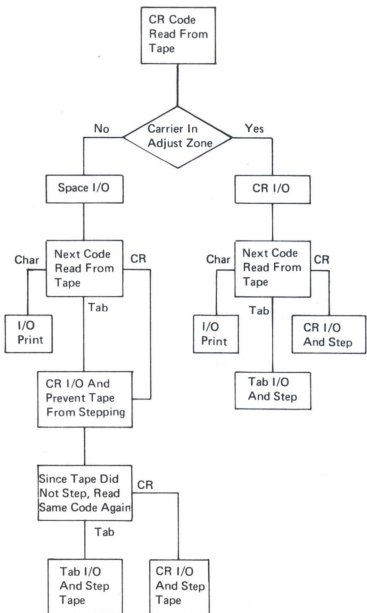 CR Code
Read From
Tape
No
Carrier In
Adjust Zone
Yes
Space I/O
CR I/O
Char
Next Code
Read From
Tape
CR
Char
Next Code
Read From
Tape
CR
Tab
Tab
I/O
Print
I/O
Print
CR I/O
And Step
CR I/O And
Prevent Tape
From Stepping
Tab I/O
And Step
Since Tape Did
Not Step, Read
Same Code Again
CR
Tab
Tab I/O
And Step
Tape
CR I/O
And Step
Tape